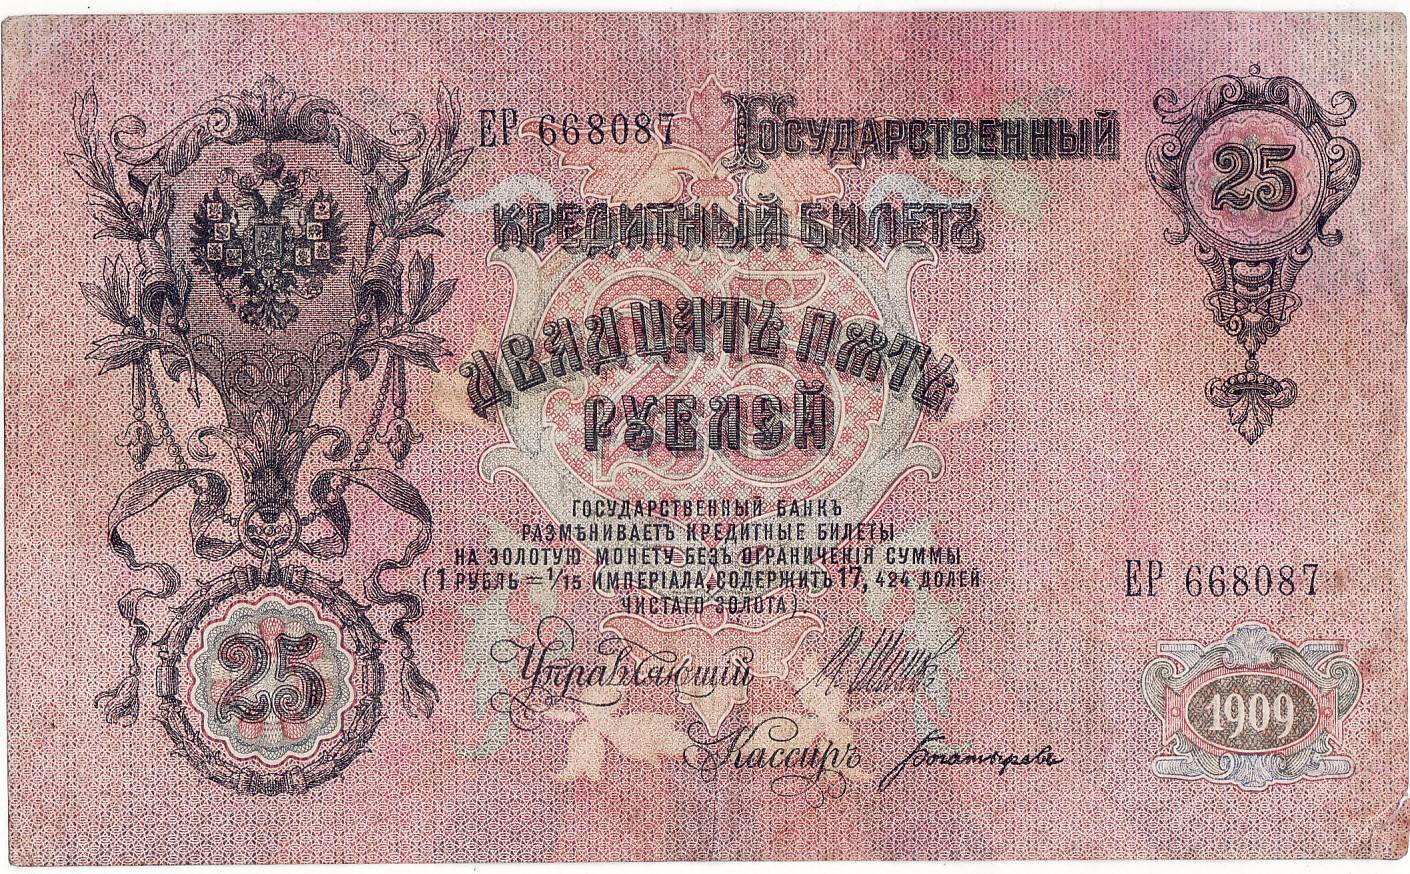 ЕР 668087
Государственный
25
КРЕДИТНЫЙ БИЛЕТЪ
ДВАДЦАТЬ ПЯТЬ
РУБЛЕЙ
25
ГОСУДАРСТВЕННЫЙ БАНКЪ
РАЗМѢНИВАЕТЪ КРЕДИТНЫЕ БИЛЕТЫ
НА ЗОЛОТУЮ МОНЕТУ БЕЗЪ ОГРАНИЧЕНІЯ СУММЫ
(1 РУБЛЬ = 1/15 ИМПЕРІАЛА, СОДЕРЖИТЪ 17,424 ДОЛЕЙ
ЧИСТАГО ЗОЛОТА).
ЕР 668087
25
Управляющій
1909
Кассиръ